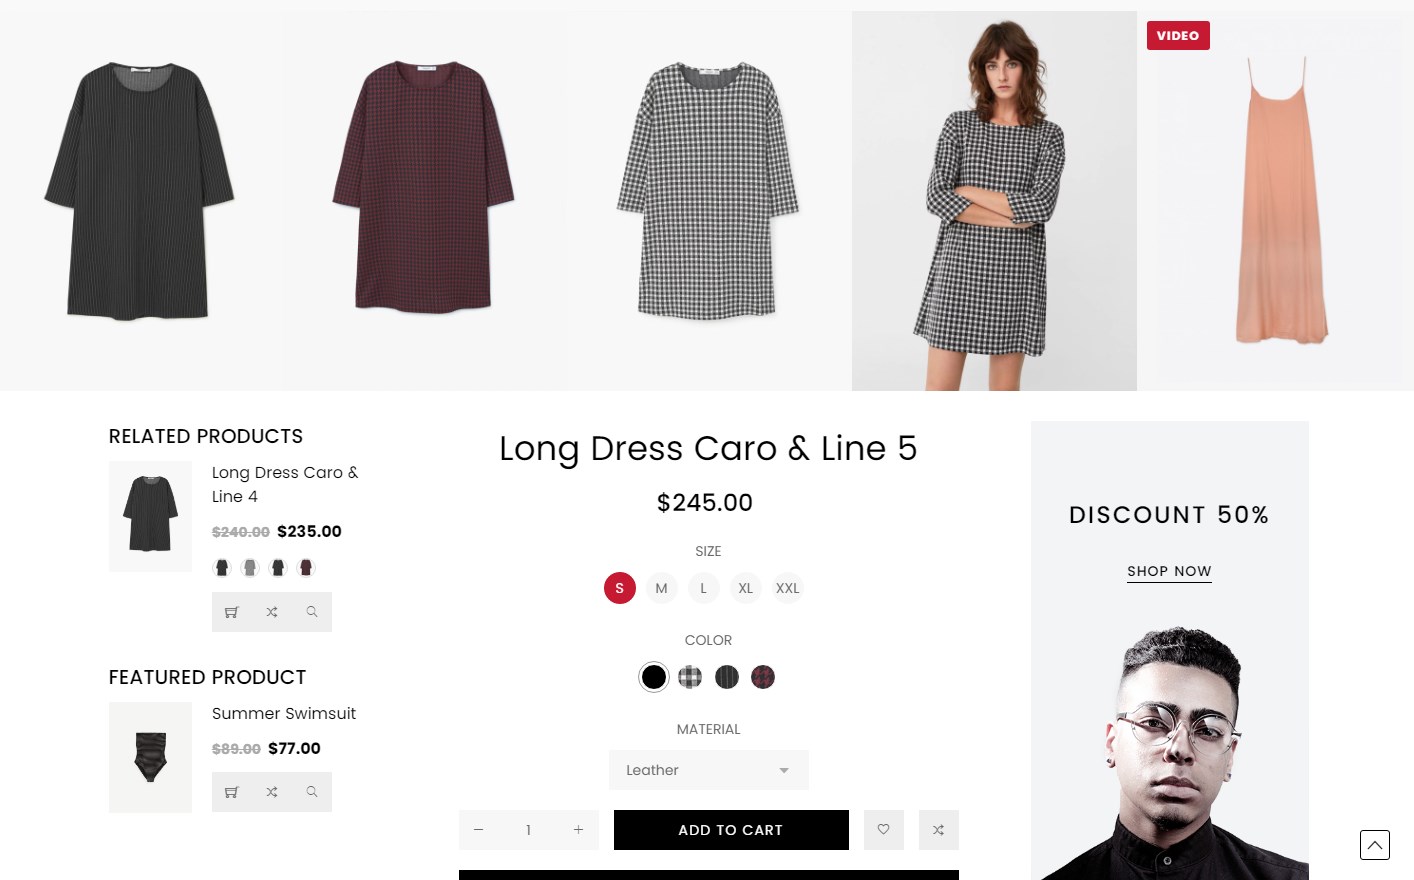 VIDEO
RELATED PRODUCTS
Long Dress Caro &
Line 4
$240.00 $235.00
FEATURED PRODUCT
Summer Swimsuit
$89.00 $77.00
Long Dress Caro & Line 5
$245.00
SIZE
S M L XL XXL
COLOR
MATERIAL
Leather
1
ADD TO CART
DISCOUNT 50%
SHOP NOW